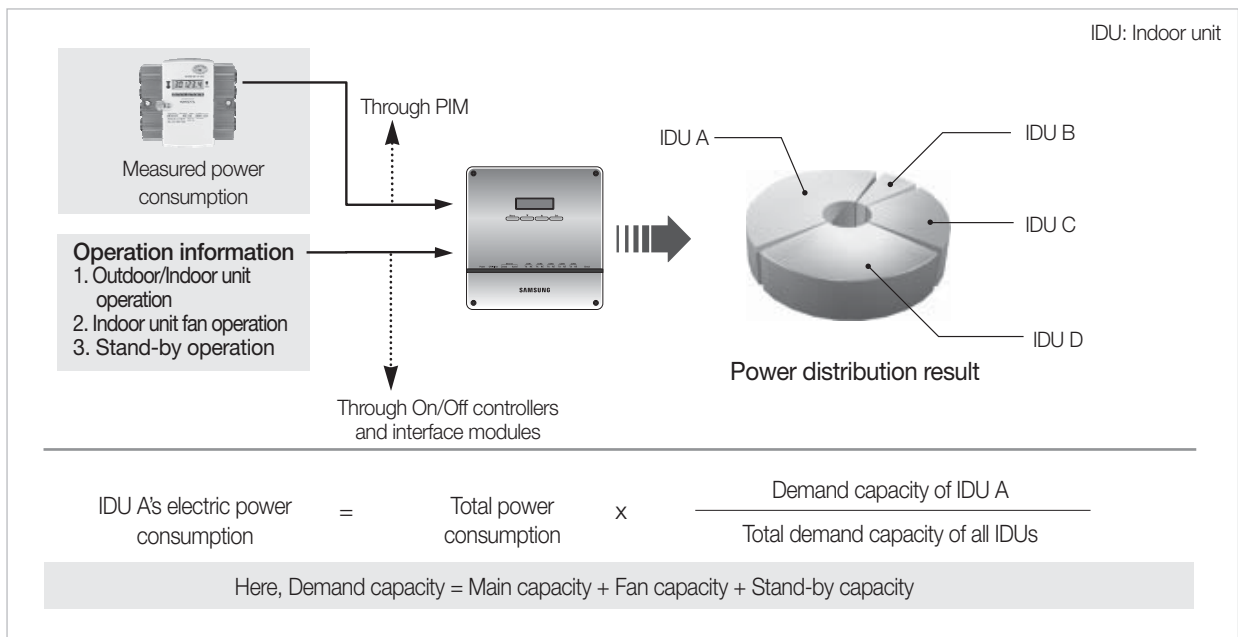 IDU: Indoor unit
Measured power
consumption
Through PIM
Operation information
1. Outdoor/Indoor unit
operation
2. Indoor unit fan operation
3. Stand-by operation
Through On/Off controllers
and interface modules
SAMSUNG
IDU A
IDU B
IDU C
IDU D
Power distribution result
IDU A's electric power
consumption
=
Total power
consumption
x
Demand capacity of IDU A
Total demand capacity of all IDUs
Here, Demand capacity = Main capacity + Fan capacity + Stand-by capacity